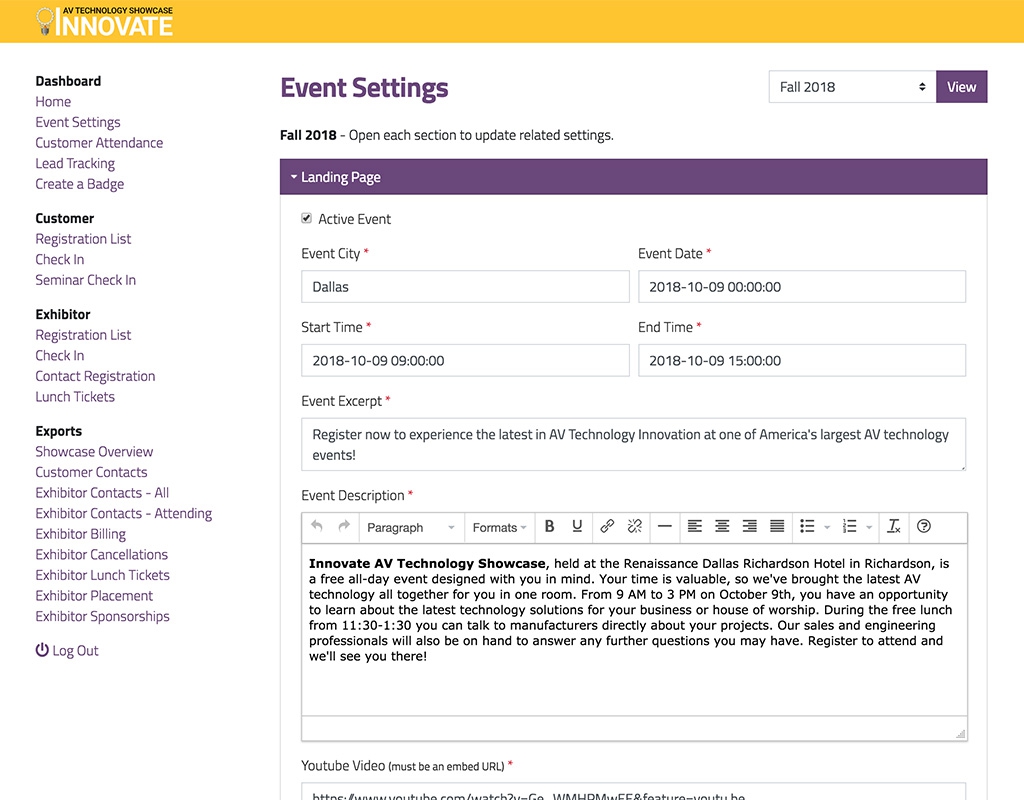 AV TECHNOLOGY SHOWCASE
INNOVATE
Dashboard
Home
Event Settings
Customer Attendance
Lead Tracking
Create a Badge
Customer
Registration List
Check In
Seminar Check In
Exhibitor
Registration List
Check In
Contact Registration
Lunch Tickets
Exports
Showcase Overview
Customer Contacts
Exhibitor Contacts - All
Exhibitor Contacts - Attending
Exhibitor Billing
Exhibitor Cancellations
Exhibitor Lunch Tickets
Exhibitor Placement
Exhibitor Sponsorships
Log Out
Event Settings
Fall 2018
View
Fall 2018 - Open each section to update related settings.
Landing Page
Active Event
Event City *
Event Date *
Dallas
2018-10-09 00:00:00
Start Time *
End Time *
2018-10-09 09:00:00
2018-10-09 15:00:00
Event Excerpt *
Register now to experience the latest in AV Technology Innovation at one of America's largest AV technology
events!
Event Description *
Paragraph
Formats
B
U
Innovate AV Technology Showcase, held at the Renaissance Dallas Richardson Hotel in Richardson, is
a free all-day event designed with you in mind. Your time is valuable, so we've brought the latest AV
technology all together for you in one room. From 9 AM to 3 PM on October 9th, you have an opportunity
to learn about the latest technology solutions for your business or house of worship. During the free lunch
from 11:30-1:30 you can talk to manufacturers directly about your projects. Our sales and engineering
professionals will also be on hand to answer any further questions you may have. Register to attend and
we'll see you there!
Youtube Video (must be an embed URL) *